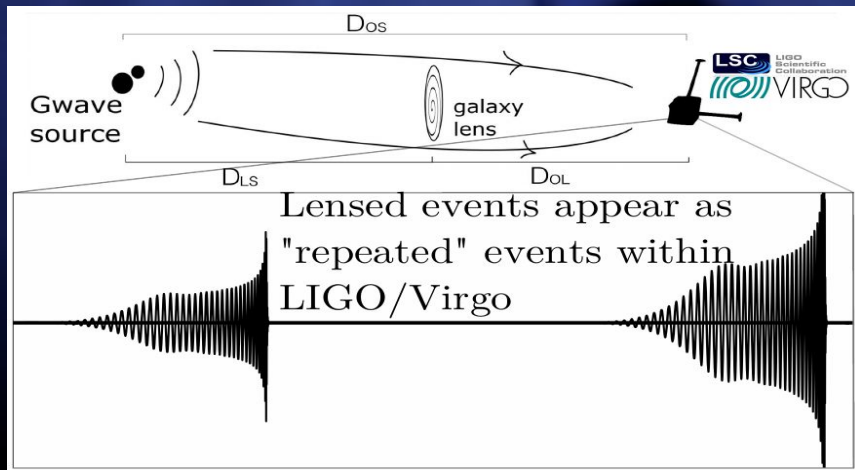 DOS
LSC
LIGO
Scientific
Collaboration
VIRGO
Gwave
source
galaxy
lens
DLS
DOL
Lensed events appear as
"repeated" events within
LIGO/Virgo